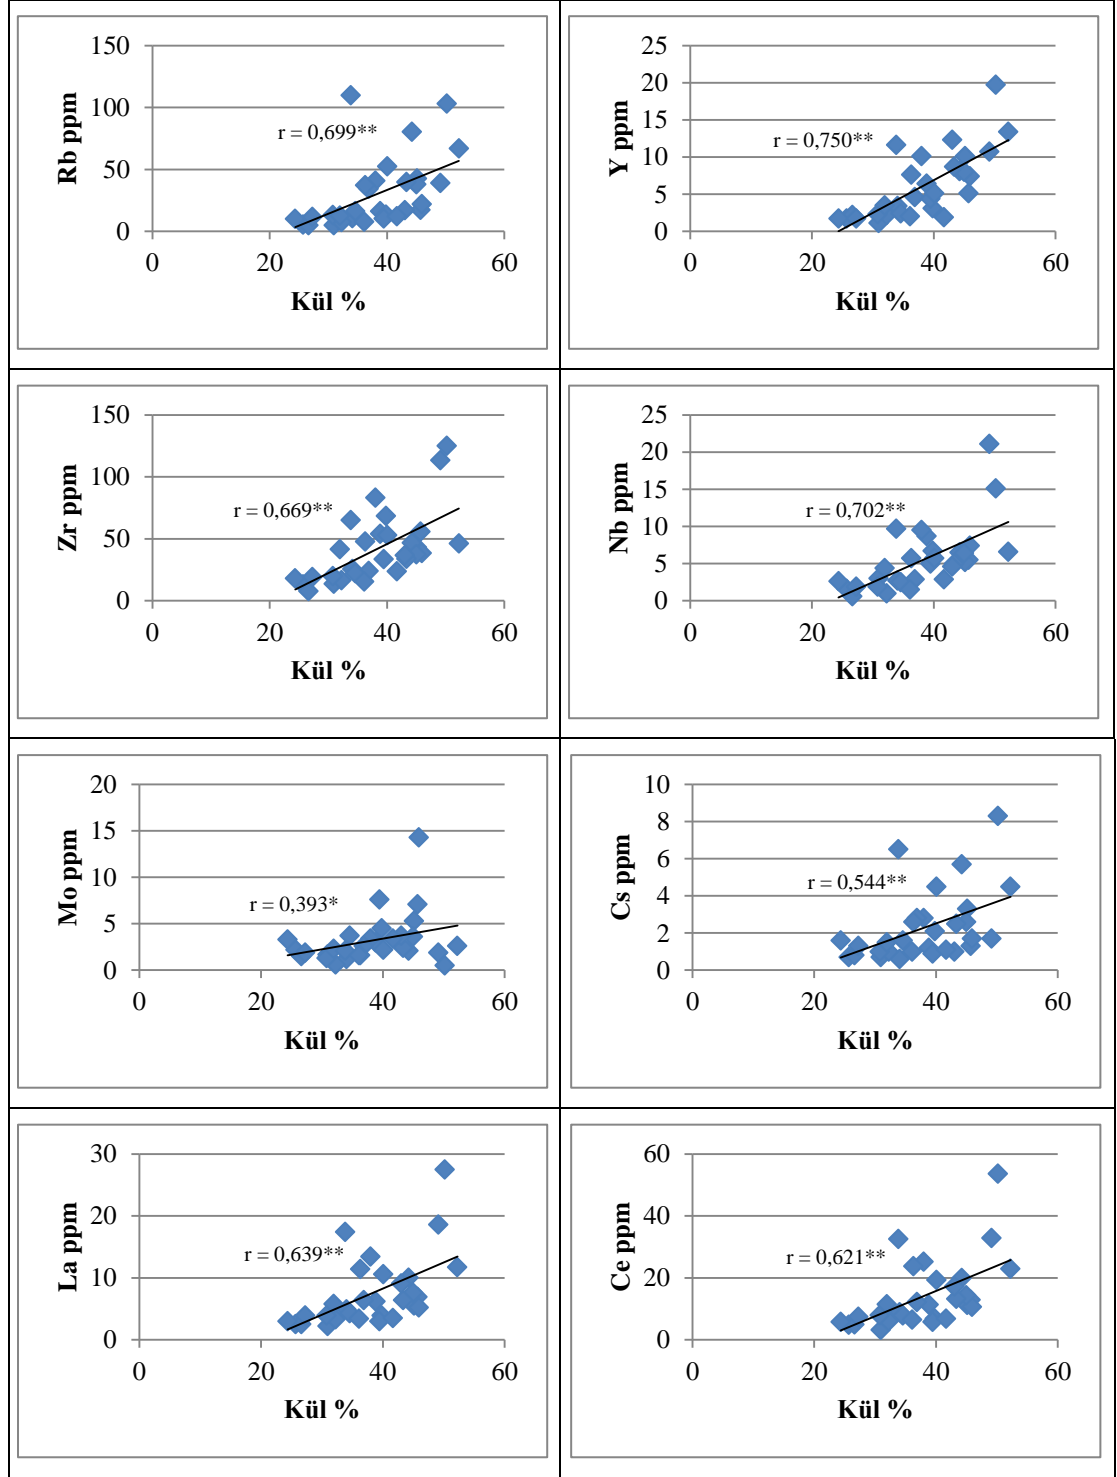 150
100
50
0
0 20 40 60
Rb ppm
r = 0,699**
Kül %
25
20
15
10
5
0
0 20 40 60
Y ppm
r = 0,750**
Kül %
150
100
50
0
0 20 40 60
Zr ppm
r = 0,669**
Kül %
25
20
15
10
5
0
0 20 40 60
Nb ppm
r = 0,702**
Kül %
20
15
10
5
0
0 20 40 60
Mo ppm
r = 0,393*
Kül %
10
8
6
4
2
0
0 20 40 60
Cs ppm
r = 0,544**
Kül %
30
20
10
0
0 20 40 60
La ppm
r = 0,639**
Kül %
60
40
20
0
0 20 40 60
Ce ppm
r = 0,621**
Kül %